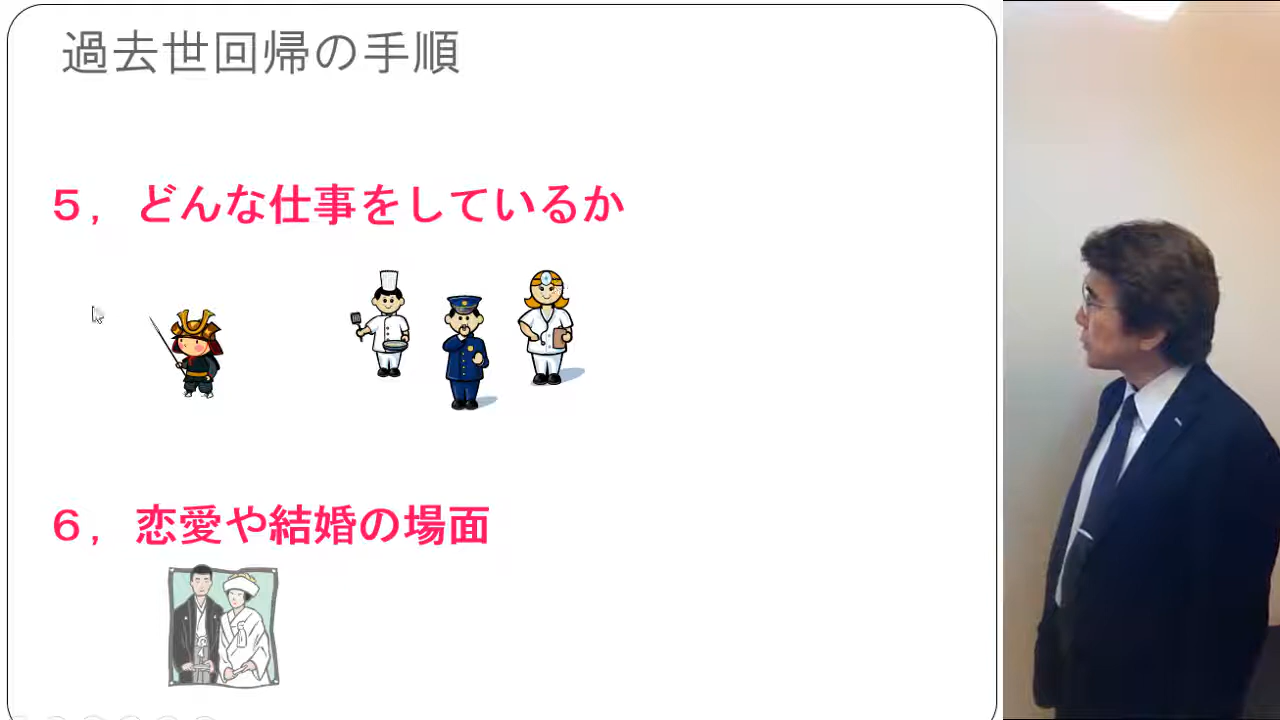 過去世回帰の手順
５，どんな仕事をしているか
６，恋愛や結婚の場面